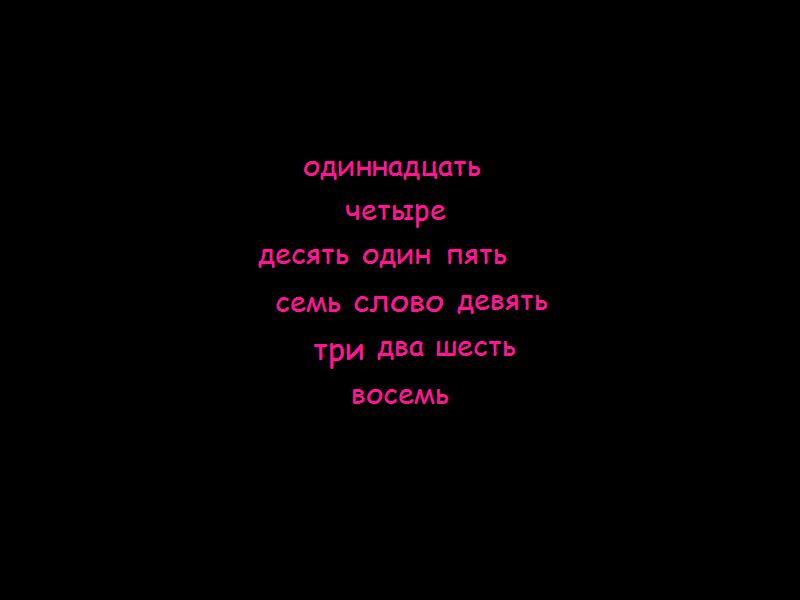 одиннадцать
четыре
десять один пять
семь слово девять
три два шесть
восемь